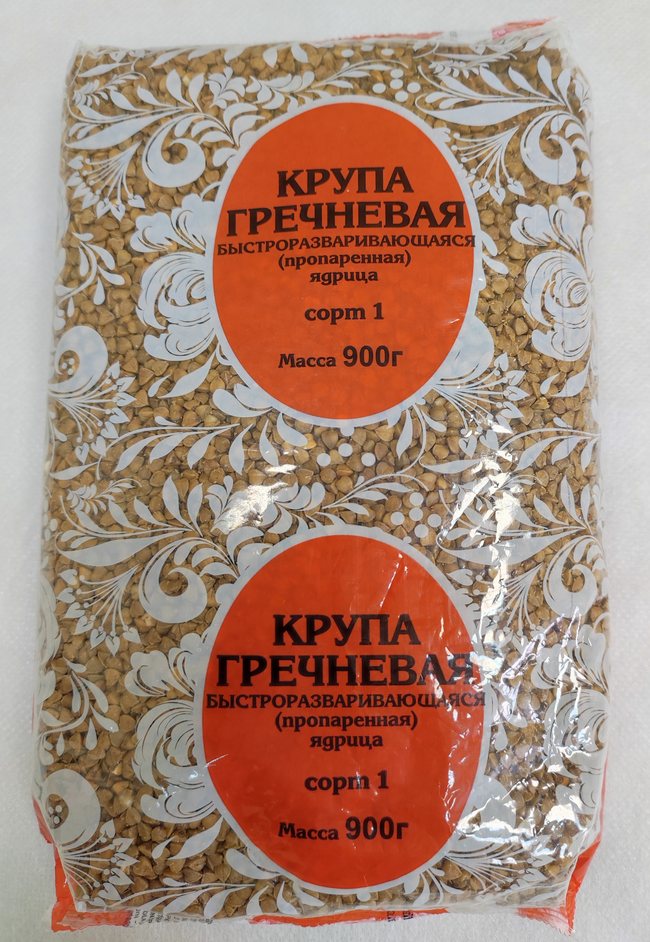 КРУПА
ГРЕЧНЕВАЯ
БЫСТРОРАЗВАРИВАЮЩАЯСЯ
(пропаренная)
ядрица
сорт 1
Масса 900г
КРУПА
ГРЕЧНЕВАЯ
БЫСТРОРАЗВАРИВАЮЩАЯСЯ
(пропаренная)
ядрица
сорт 1
Масса 900г